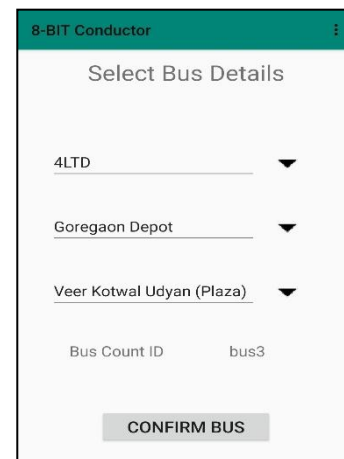 8-BIT Conductor
Select Bus Details
4LTD
Goregaon Depot
Veer Kotwal Udyan (Plaza)
Bus Count ID bus3
CONFIRM BUS